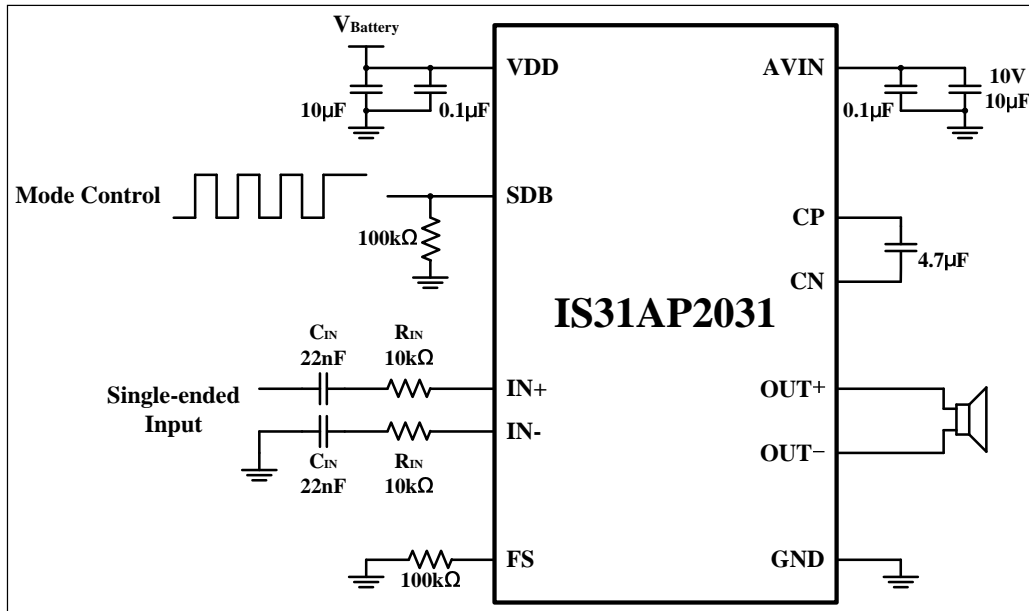 VBattery
VDD
10µF
0.1µF
AVIN
0.1µF
10V
10µF
Mode Control
SDB
100kΩ
CP
CN
4.7µF
IS31AP2031
CIN
22nF
RIN
10kΩ
Single-ended
Input
IN+
IN-
CIN
22nF
RIN
10kΩ
OUT+
OUT−
FS
100kΩ
GND